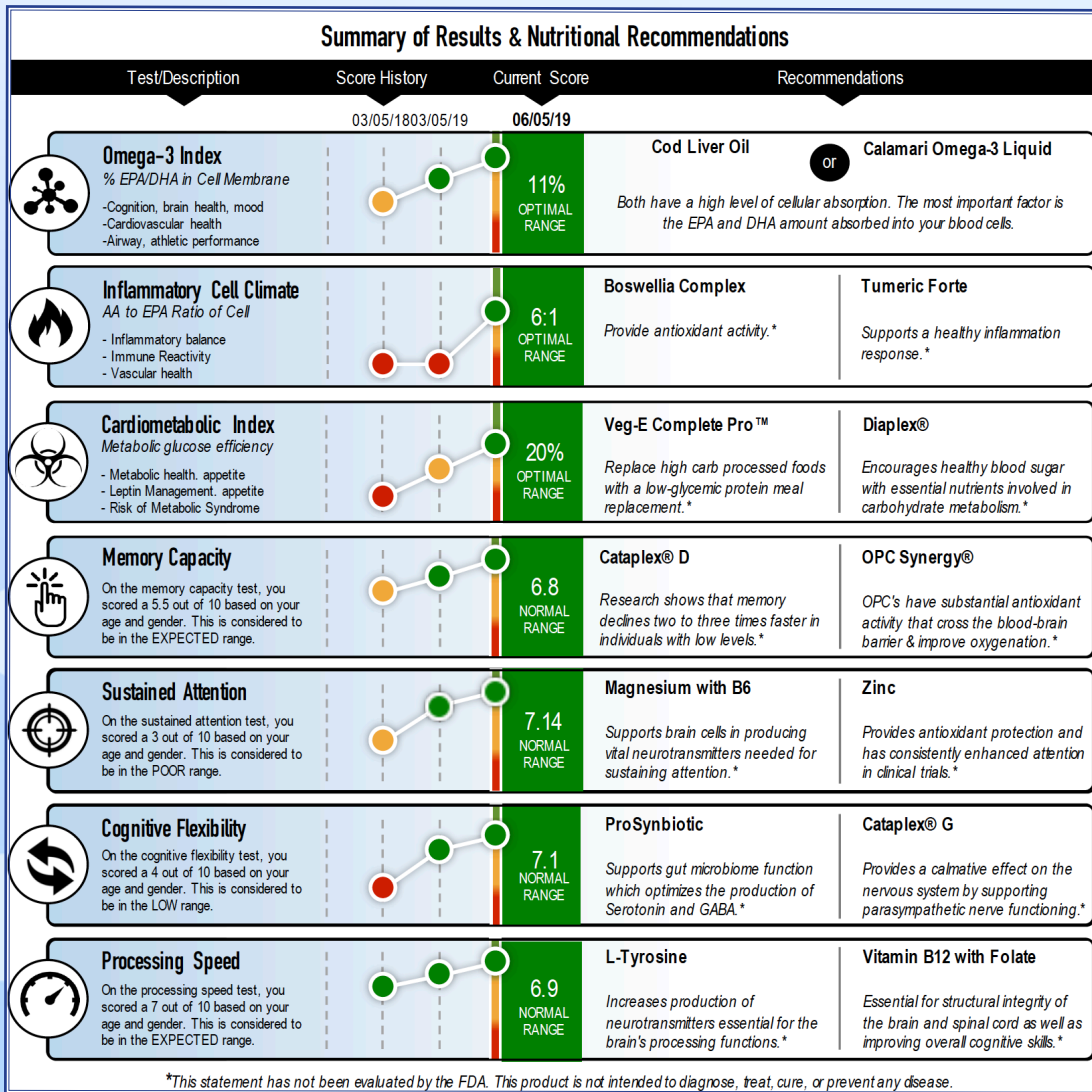 Summary of Results & Nutritional Recommendations
Test/Description Score History Current Score Recommendations
03/05/1803/05/19 06/05/19
Omega-3 Index
% EPA/DHA in Cell Membrane
-Cognition, brain health, mood
-Cardiovascular health
-Airway, athletic performance
11%
OPTIMAL
RANGE
Cod Liver Oil
or
Calamari Omega-3 Liquid
Both have a high level of cellular absorption. The most important factor is
the EPA and DHA amount absorbed into your blood cells.
Inflammatory Cell Climate
AA to EPA Ratio of Cell
- Inflammatory balance
- Immune Reactivity
- Vascular health
6:1
OPTIMAL
RANGE
Boswellia Complex
Provide antioxidant activity.*
Tumeric Forte
Supports a healthy inflammation
response.*
Cardiometabolic Index
Metabolic glucose efficiency
- Metabolic health. appetite
- Leptin Management. appetite
- Risk of Metabolic Syndrome
20%
OPTIMAL
RANGE
Veg-E Complete Pro™
Replace high carb processed foods
with a low-glycemic protein meal
replacement.*
Diaplex®
Encourages healthy blood sugar
with essential nutrients involved in
carbohydrate metabolism.*
Memory Capacity
On the memory capacity test, you
scored a 5.5 out of 10 based on your
age and gender. This is considered to
be in the EXPECTED range.
6.8
NORMAL
RANGE
Cataplex® D
Research shows that memory
declines two to three times faster in
individuals with low levels.*
OPC Synergy®
OPC's have substantial antioxidant
activity that cross the blood-brain
barrier & improve oxygenation.*
Sustained Attention
On the sustained attention test, you
scored a 3 out of 10 based on your
age and gender. This is considered to
be in the POOR range.
7.14
NORMAL
RANGE
Magnesium with B6
Supports brain cells in producing
vital neurotransmitters needed for
sustaining attention.*
Zinc
Provides antioxidant protection and
has consistently enhanced attention
in clinical trials.*
Cognitive Flexibility
On the cognitive flexibility test, you
scored a 4 out of 10 based on your
age and gender. This is considered to
be in the LOW range.
7.1
NORMAL
RANGE
ProSynbiotic
Supports gut microbiome function
which optimizes the production of
Serotonin and GABA.*
Cataplex® G
Provides a calmative effect on the
nervous system by supporting
parasympathetic nerve functioning.*
Processing Speed
On the processing speed test, you
scored a 7 out of 10 based on your
age and gender. This is considered to
be in the EXPECTED range.
6.9
NORMAL
RANGE
L-Tyrosine
Increases production of
neurotransmitters essential for the
brain's processing functions.*
Vitamin B12 with Folate
Essential for structural integrity of
the brain and spinal cord as well as
improving overall cognitive skills.*
*This statement has not been evaluated by the FDA. This product is not intended to diagnose, treat, cure, or prevent any disease.